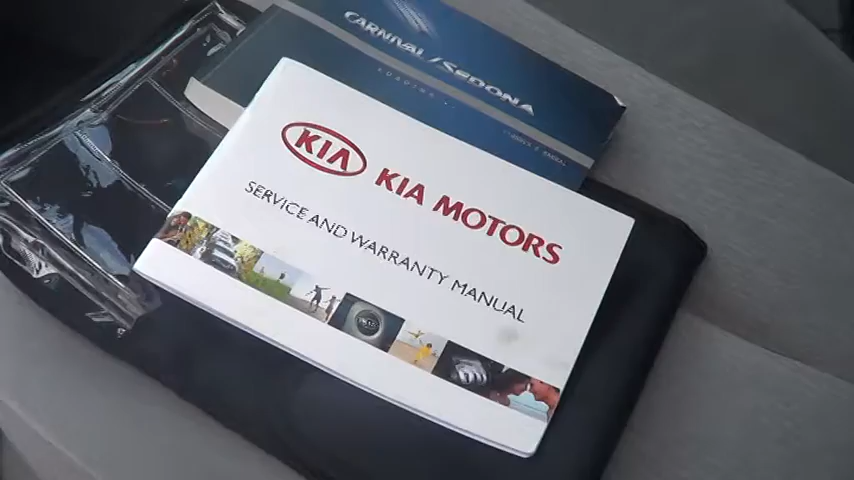 CARNIVAL/SEDONA
KIA
KIA MOTORS
SERVICE AND WARRANTY MANUAL